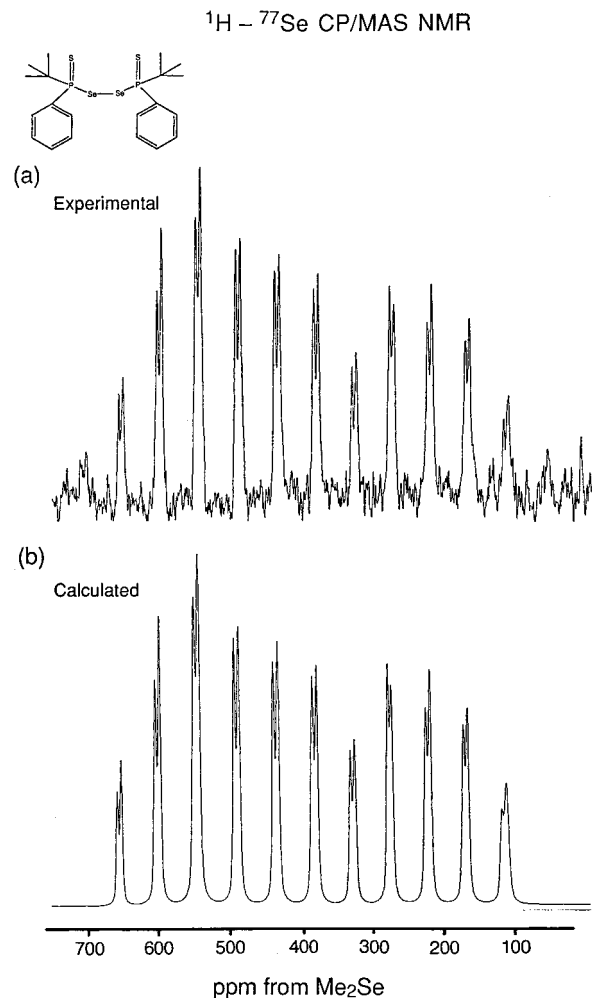 ¹H – ⁷⁷Se CP/MAS NMR
S S
P P
Se Se
(a)
Experimental
(b)
Calculated
700 600 500 400 300 200 100
ppm from Me₂Se